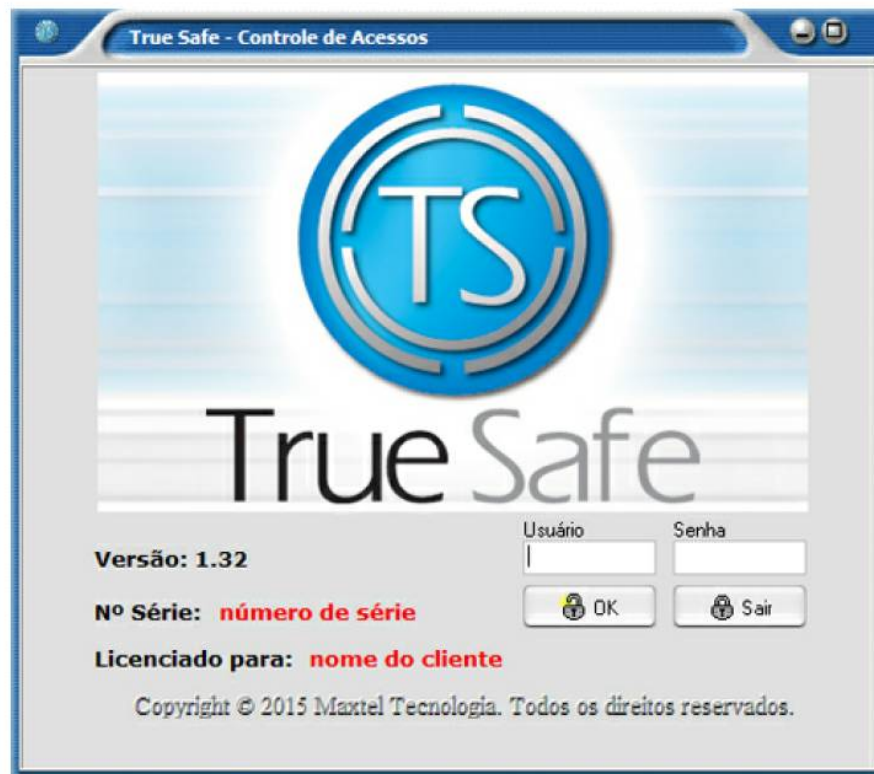 True Safe - Controle de Acessos
TS
True Safe
Usuário Senha
Versão: 1.32
OK Sair
Nº Série: número de série
Licenciado para: nome do cliente
Copyright © 2015 Maxtel Tecnologia. Todos os direitos reservados.